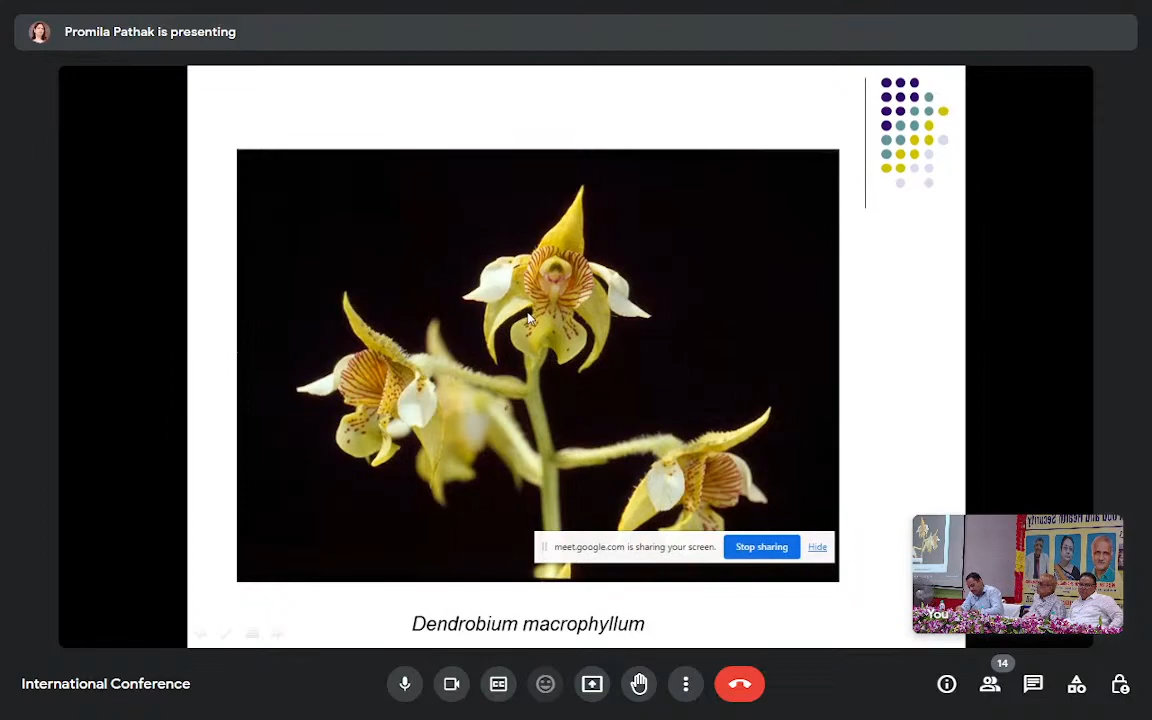 Promila Pathak is presenting
meet.google.com is sharing your screen.
Stop sharing
Hide
Dendrobium macrophyllum
You
International Conference
14